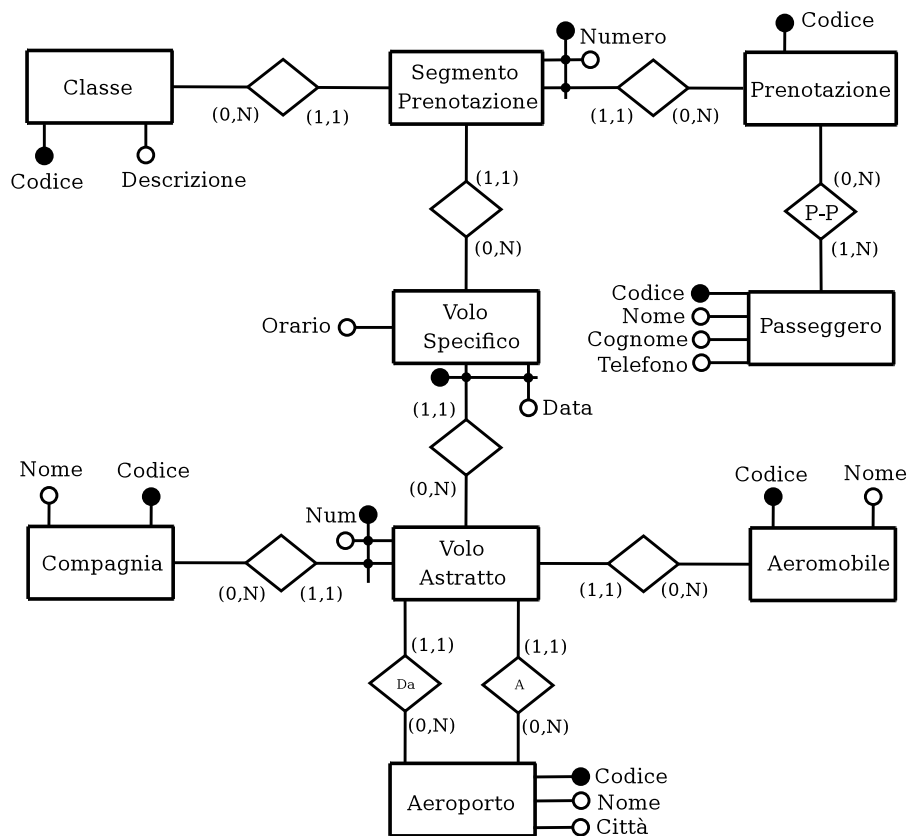 Codice
Numero
Classe
Segmento
Prenotazione
Prenotazione
(0,N)
(1,1)
(1,1)
(0,N)
Codice
Descrizione
(1,1)
(0,N)
P-P
(0,N)
(1,N)
Orario
Volo
Specifico
Codice
Nome
Cognome
Telefono
Passeggero
(1,1)
Data
Nome
Codice
(0,N)
Codice
Nome
Num
Compagnia
Volo
Astratto
Aeromobile
(0,N)
(1,1)
(1,1)
(0,N)
(1,1)
(1,1)
Da
A
(0,N)
(0,N)
Aeroporto
Codice
Nome
Città